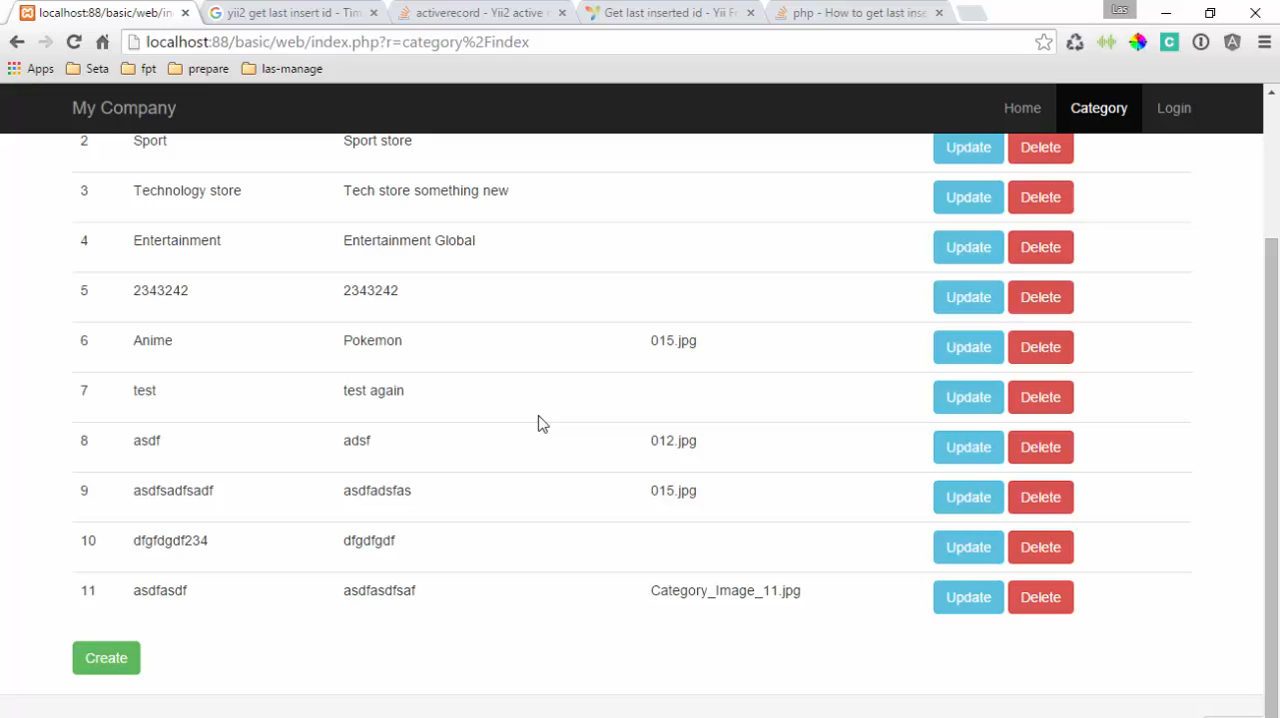 localhost:88/basic/web/in
yii2 get last insert id - Tim
activerecord - Yii2 active r
Get last inserted id - Yii F
php - How to get last inse
Las
localhost:88/basic/web/index.php?r=category%2Findex
Apps Seta fpt prepare las-manage
My Company Home Category Login
2 Sport Sport store Update Delete
3 Technology store Tech store something new Update Delete
4 Entertainment Entertainment Global Update Delete
5 2343242 2343242 Update Delete
6 Anime Pokemon 015.jpg Update Delete
7 test test again Update Delete
8 asdf adsf 012.jpg Update Delete
9 asdfsadfsadf asdfadsfas 015.jpg Update Delete
10 dfgfdgdf234 dfgdfgdf Update Delete
11 asdfasdf asdfasdfsaf Category_Image_11.jpg Update Delete
Create